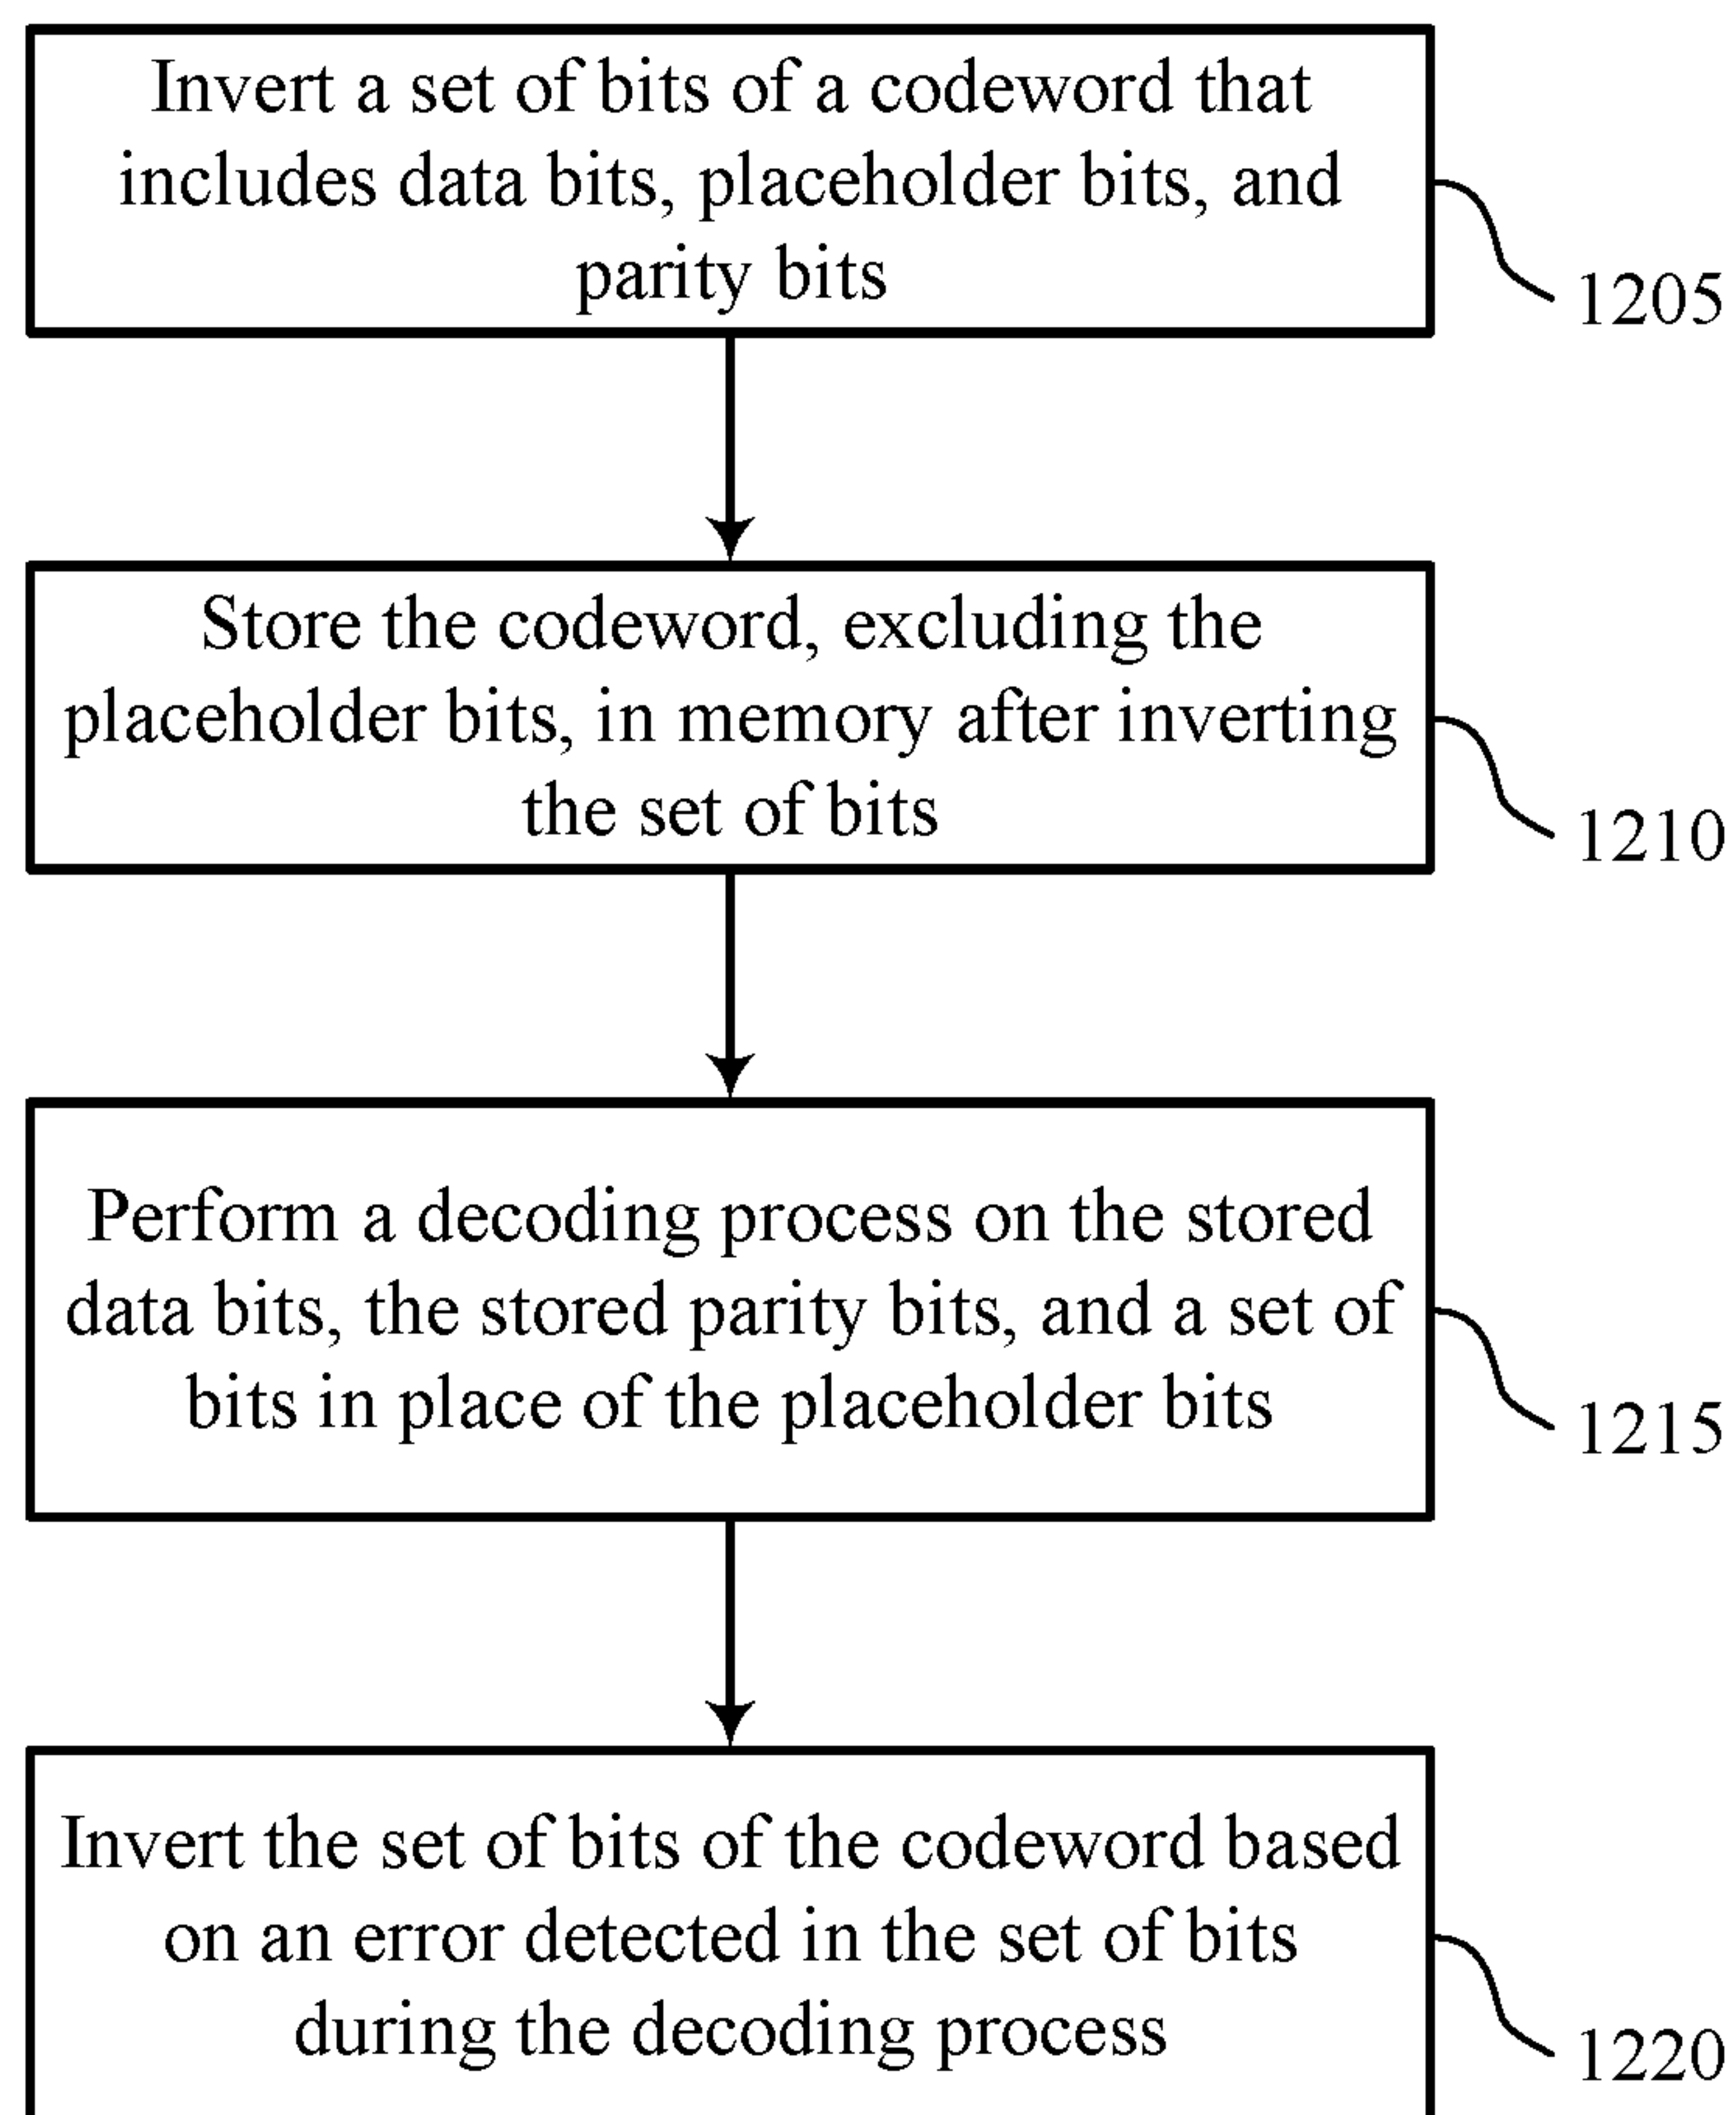 Invert a set of bits of a codeword that
includes data bits, placeholder bits, and
parity bits
1205
Store the codeword, excluding the
placeholder bits, in memory after inverting
the set of bits
1210
Perform a decoding process on the stored
data bits, the stored parity bits, and a set of
bits in place of the placeholder bits
1215
Invert the set of bits of the codeword based
on an error detected in the set of bits
during the decoding process
1220